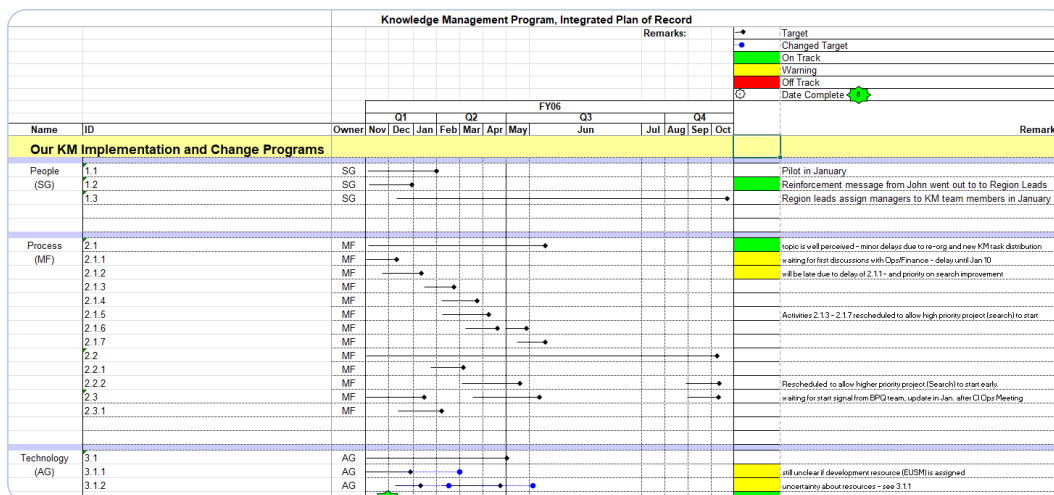 Knowledge Management Program, Integrated Plan of Record
Remarks:
Target
Changed Target
On Track
Warning
Off Track
Date Complete 8
FY06
Q1 Q2 Q3 Q4
Name ID Owner Nov Dec Jan Feb Mar Apr May Jun Jul Aug Sep Oct Remark
Our KM Implementation and Change Programs
People 1.1 SG Pilot in January
(SG) 1.2 SG Reinforcement message from John went out to to Region Leads
1.3 SG Region leads assign managers to KM team members in January
Process 2.1 MF topic is well perceived - minor delays due to re-org and new KM task distribution
(MF) 2.1.1 MF waiting for first discussions with Ops/Finance - delay until Jan 10
2.1.2 MF will be late due to delay of 2.1.1 - and priority on search improvement
2.1.3 MF
2.1.4 MF
2.1.5 MF Activities 2.1.3 - 2.1.7 rescheduled to allow high priority project (search) to start
2.1.6 MF
2.1.7 MF
2.2 MF
2.2.1 MF
2.2.2 MF Rescheduled to allow higher priority project (Search) to start early.
2.3 MF waiting for start signal from BPQ team, update in Jan. after CI Ops Meeting
2.3.1 MF
Technology 3.1 AG
(AG) 3.1.1 AG still unclear if development resource (EUSM) is assigned
3.1.2 AG uncertainty about resources - see 3.1.1